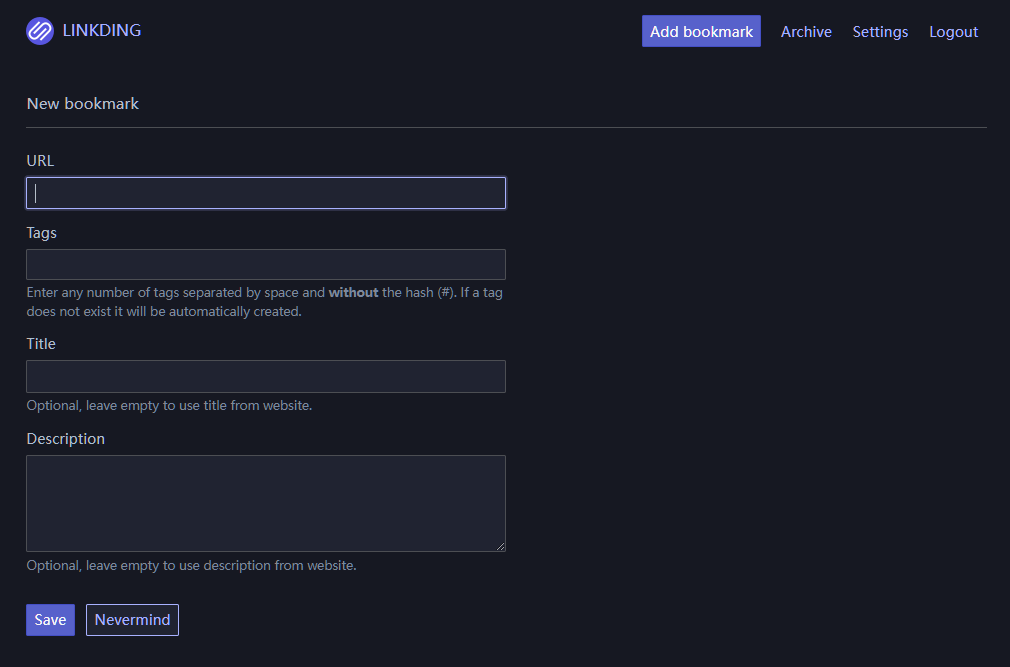 LINKDING
Add bookmark
Archive
Settings
Logout
New bookmark
URL
Tags
Enter any number of tags separated by space and without the hash (#). If a tag
does not exist it will be automatically created.
Title
Optional, leave empty to use title from website.
Description
Optional, leave empty to use description from website.
Save
Nevermind